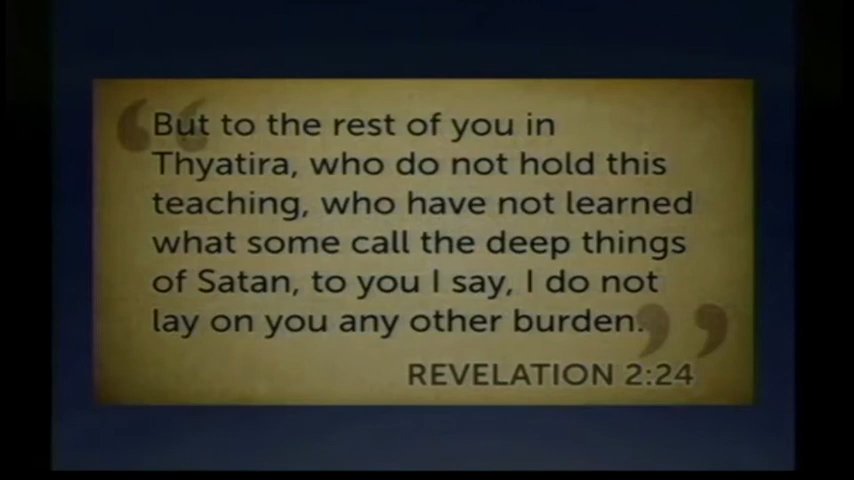 But to the rest of you in
Thyatira, who do not hold this
teaching, who have not learned
what some call the deep things
of Satan, to you I say, I do not
lay on you any other burden.
REVELATION 2:24